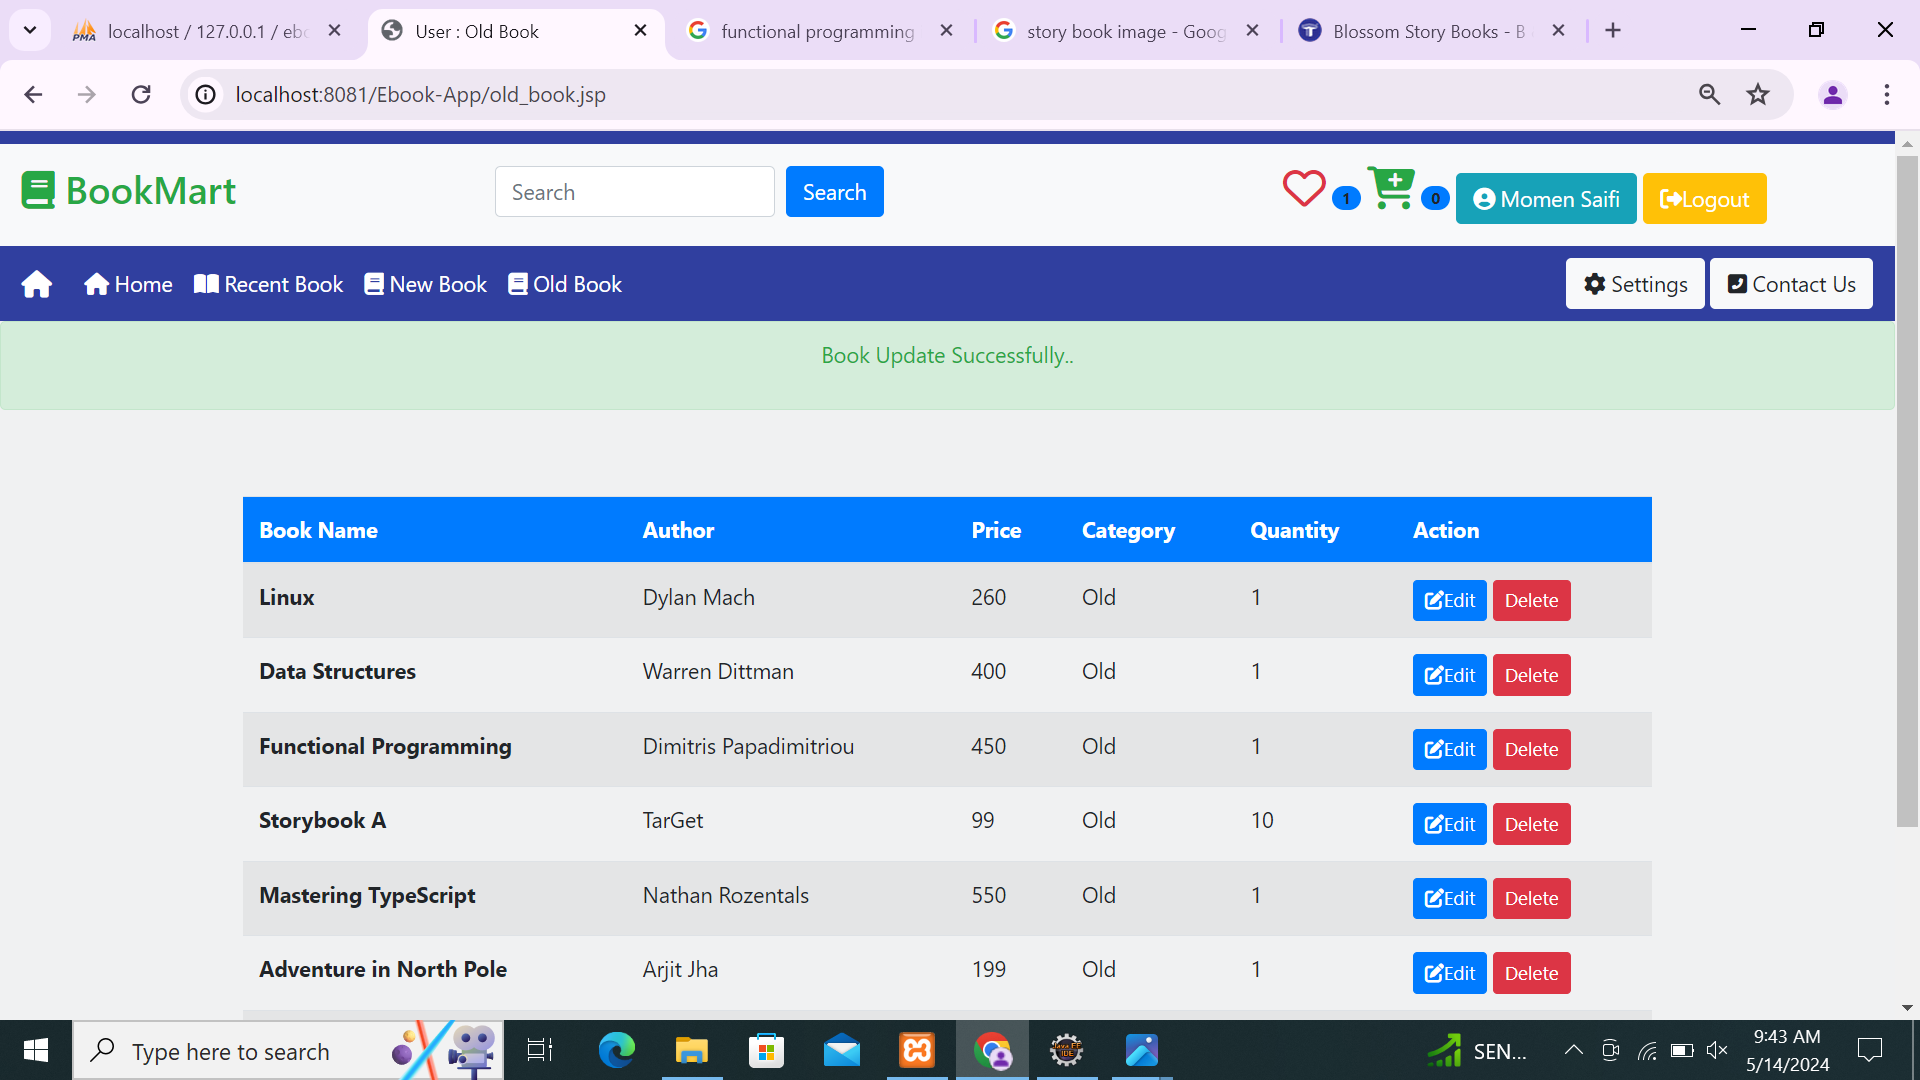 localhost / 127.0.0.1 / ebo
User : Old Book
functional programming
story book image - Goog
Blossom Story Books - B
localhost:8081/Ebook-App/old_book.jsp
BookMart
Search
Search
1
0
Momen Saifi
Logout
Home
Recent Book
New Book
Old Book
Settings
Contact Us
Book Update Successfully..
Book Name Author Price Category Quantity Action
Linux Dylan Mach 260 Old 1 Edit Delete
Data Structures Warren Dittman 400 Old 1 Edit Delete
Functional Programming Dimitris Papadimitriou 450 Old 1 Edit Delete
Storybook A TarGet 99 Old 10 Edit Delete
Mastering TypeScript Nathan Rozentals 550 Old 1 Edit Delete
Adventure in North Pole Arjit Jha 199 Old 1 Edit Delete
Type here to search
SEN...
9:43 AM
5/14/2024